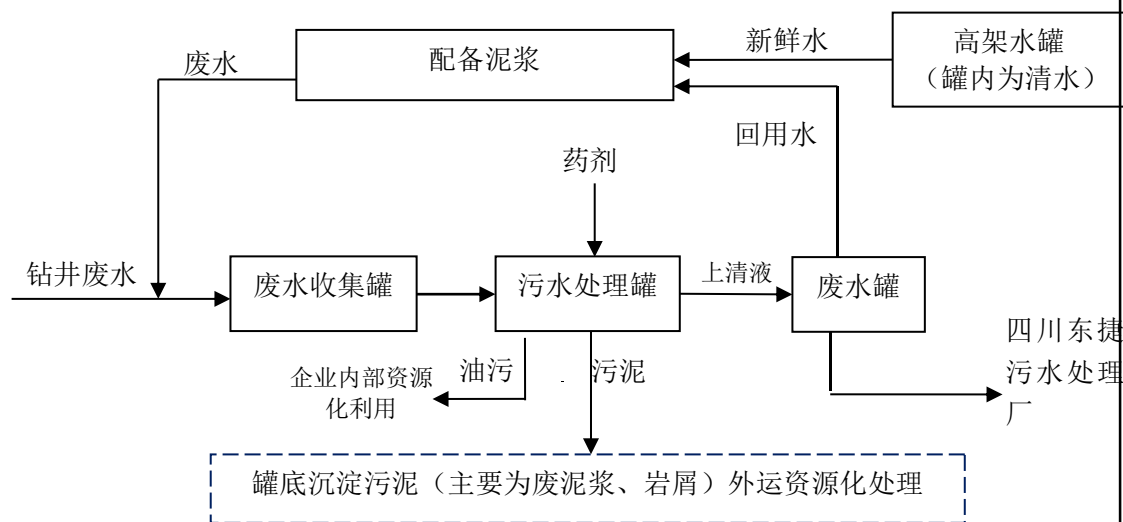 新鲜水
高架水罐
（罐内为清水）
配备泥浆
废水
回用水
药剂
钻井废水
废水收集罐
污水处理罐
上清液
废水罐
四川东捷
污水处理
厂
企业内部资源
化利用
油污
污泥
罐底沉淀污泥（主要为废泥浆、岩屑）外运资源化处理